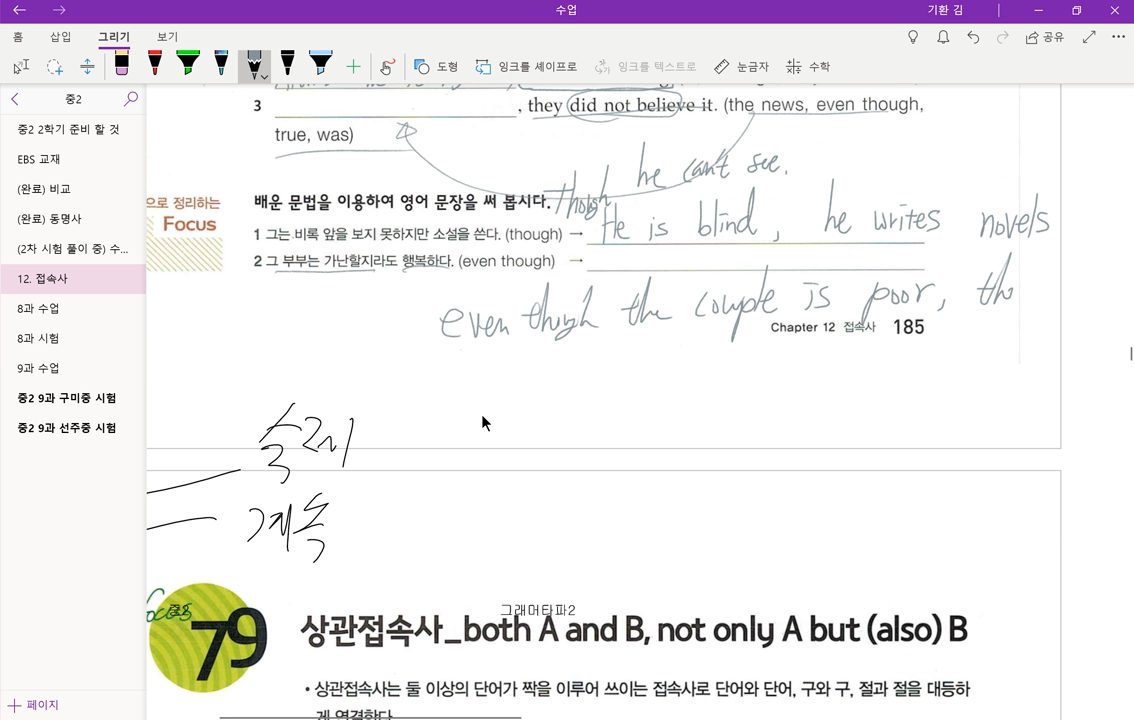 수업
기환 김
홈 삽입 그리기 보기
도형 잉크를 셰이프로 잉크를 텍스트로 눈금자 수학 공유
중2
중2 2학기 준비 할 것
EBS 교재
(완료) 비교
(완료) 동명사
(2차 시험 풀이 중) 수...
12. 접속사
8과 수업
8과 시험
9과 수업
중2 9과 구미중 시험
중2 9과 선주중 시험
페이지
3 , they did not believe it. (the news, even though,
true, was)
he can't see.
으로 정리하는
Focus
배운 문법을 이용하여 영어 문장을 써 봅시다.
Though
1 그는 비록 앞을 보지 못하지만 소설을 쓴다. (though) → He is blind, he writes novels
2 그 부부는 가난할지라도 행복하다. (even though) →
even though the couple is poor, the
Chapter 12 접속사 185
숙제
계속
focus
79
그래머타파2
상관접속사_both A and B, not only A but (also) B
• 상관접속사는 둘 이상의 단어가 짝을 이루어 쓰이는 접속사로 단어와 단어, 구와 구, 절과 절을 대등하
게 연결한다.